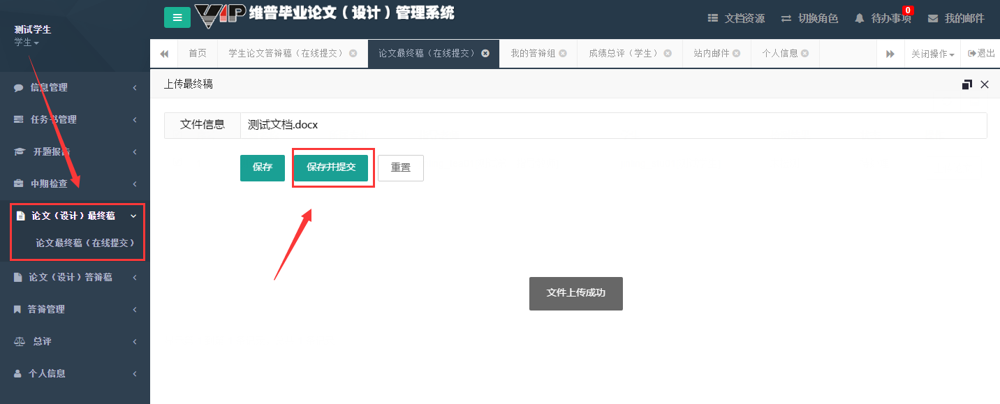 VIP维普毕业论文（设计）管理系统
文档资源
切换角色
待办事项
0
我的邮件
测试学生
学生
首页
学生论文答辩稿（在线提交）
论文最终稿（在线提交）
我的答辩组
成绩总评（学生）
站内邮件
个人信息
关闭操作
退出
信息管理
任务书管理
开题报告
中期检查
论文（设计）最终稿
论文最终稿（在线提交）
论文（设计）答辩稿
答辩管理
总评
个人信息
上传最终稿
文件信息
测试文档.docx
保存
保存并提交
重置
文件上传成功